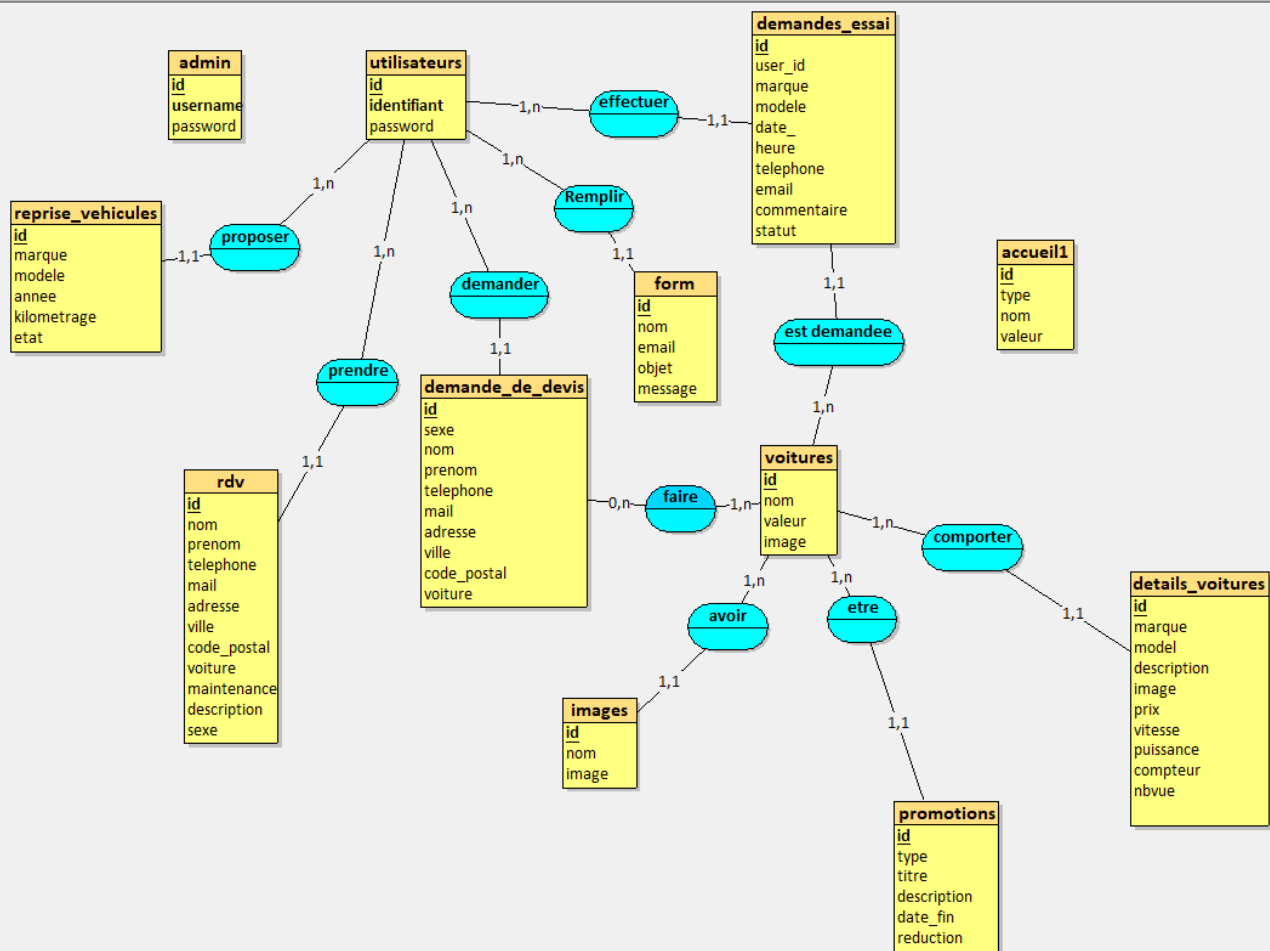 admin
id
username
password
utilisateurs
id
identifiant
password
1,n
effectuer
1,1
demandes_essai
id
user_id
marque
modele
date_
heure
telephone
email
commentaire
statut
reprise_vehicules
id
marque
modele
annee
kilometrage
etat
1,1
proposer
1,n
1,n
prendre
1,1
1,n
demander
1,1
1,n
Remplir
1,1
form
id
nom
email
objet
message
1,1
est demandee
1,n
accueil1
id
type
nom
valeur
rdv
id
nom
prenom
telephone
mail
adresse
ville
code_postal
voiture
maintenance
description
sexe
demande_de_devis
id
sexe
nom
prenom
telephone
mail
adresse
ville
code_postal
voiture
0,n
faire
1,n
voitures
id
nom
valeur
image
1,n
comporter
1,1
details_voitures
id
marque
model
description
image
prix
vitesse
puissance
compteur
nbvue
1,n
avoir
1,1
images
id
nom
image
1,n
etre
1,1
promotions
id
type
titre
description
date_fin
reduction